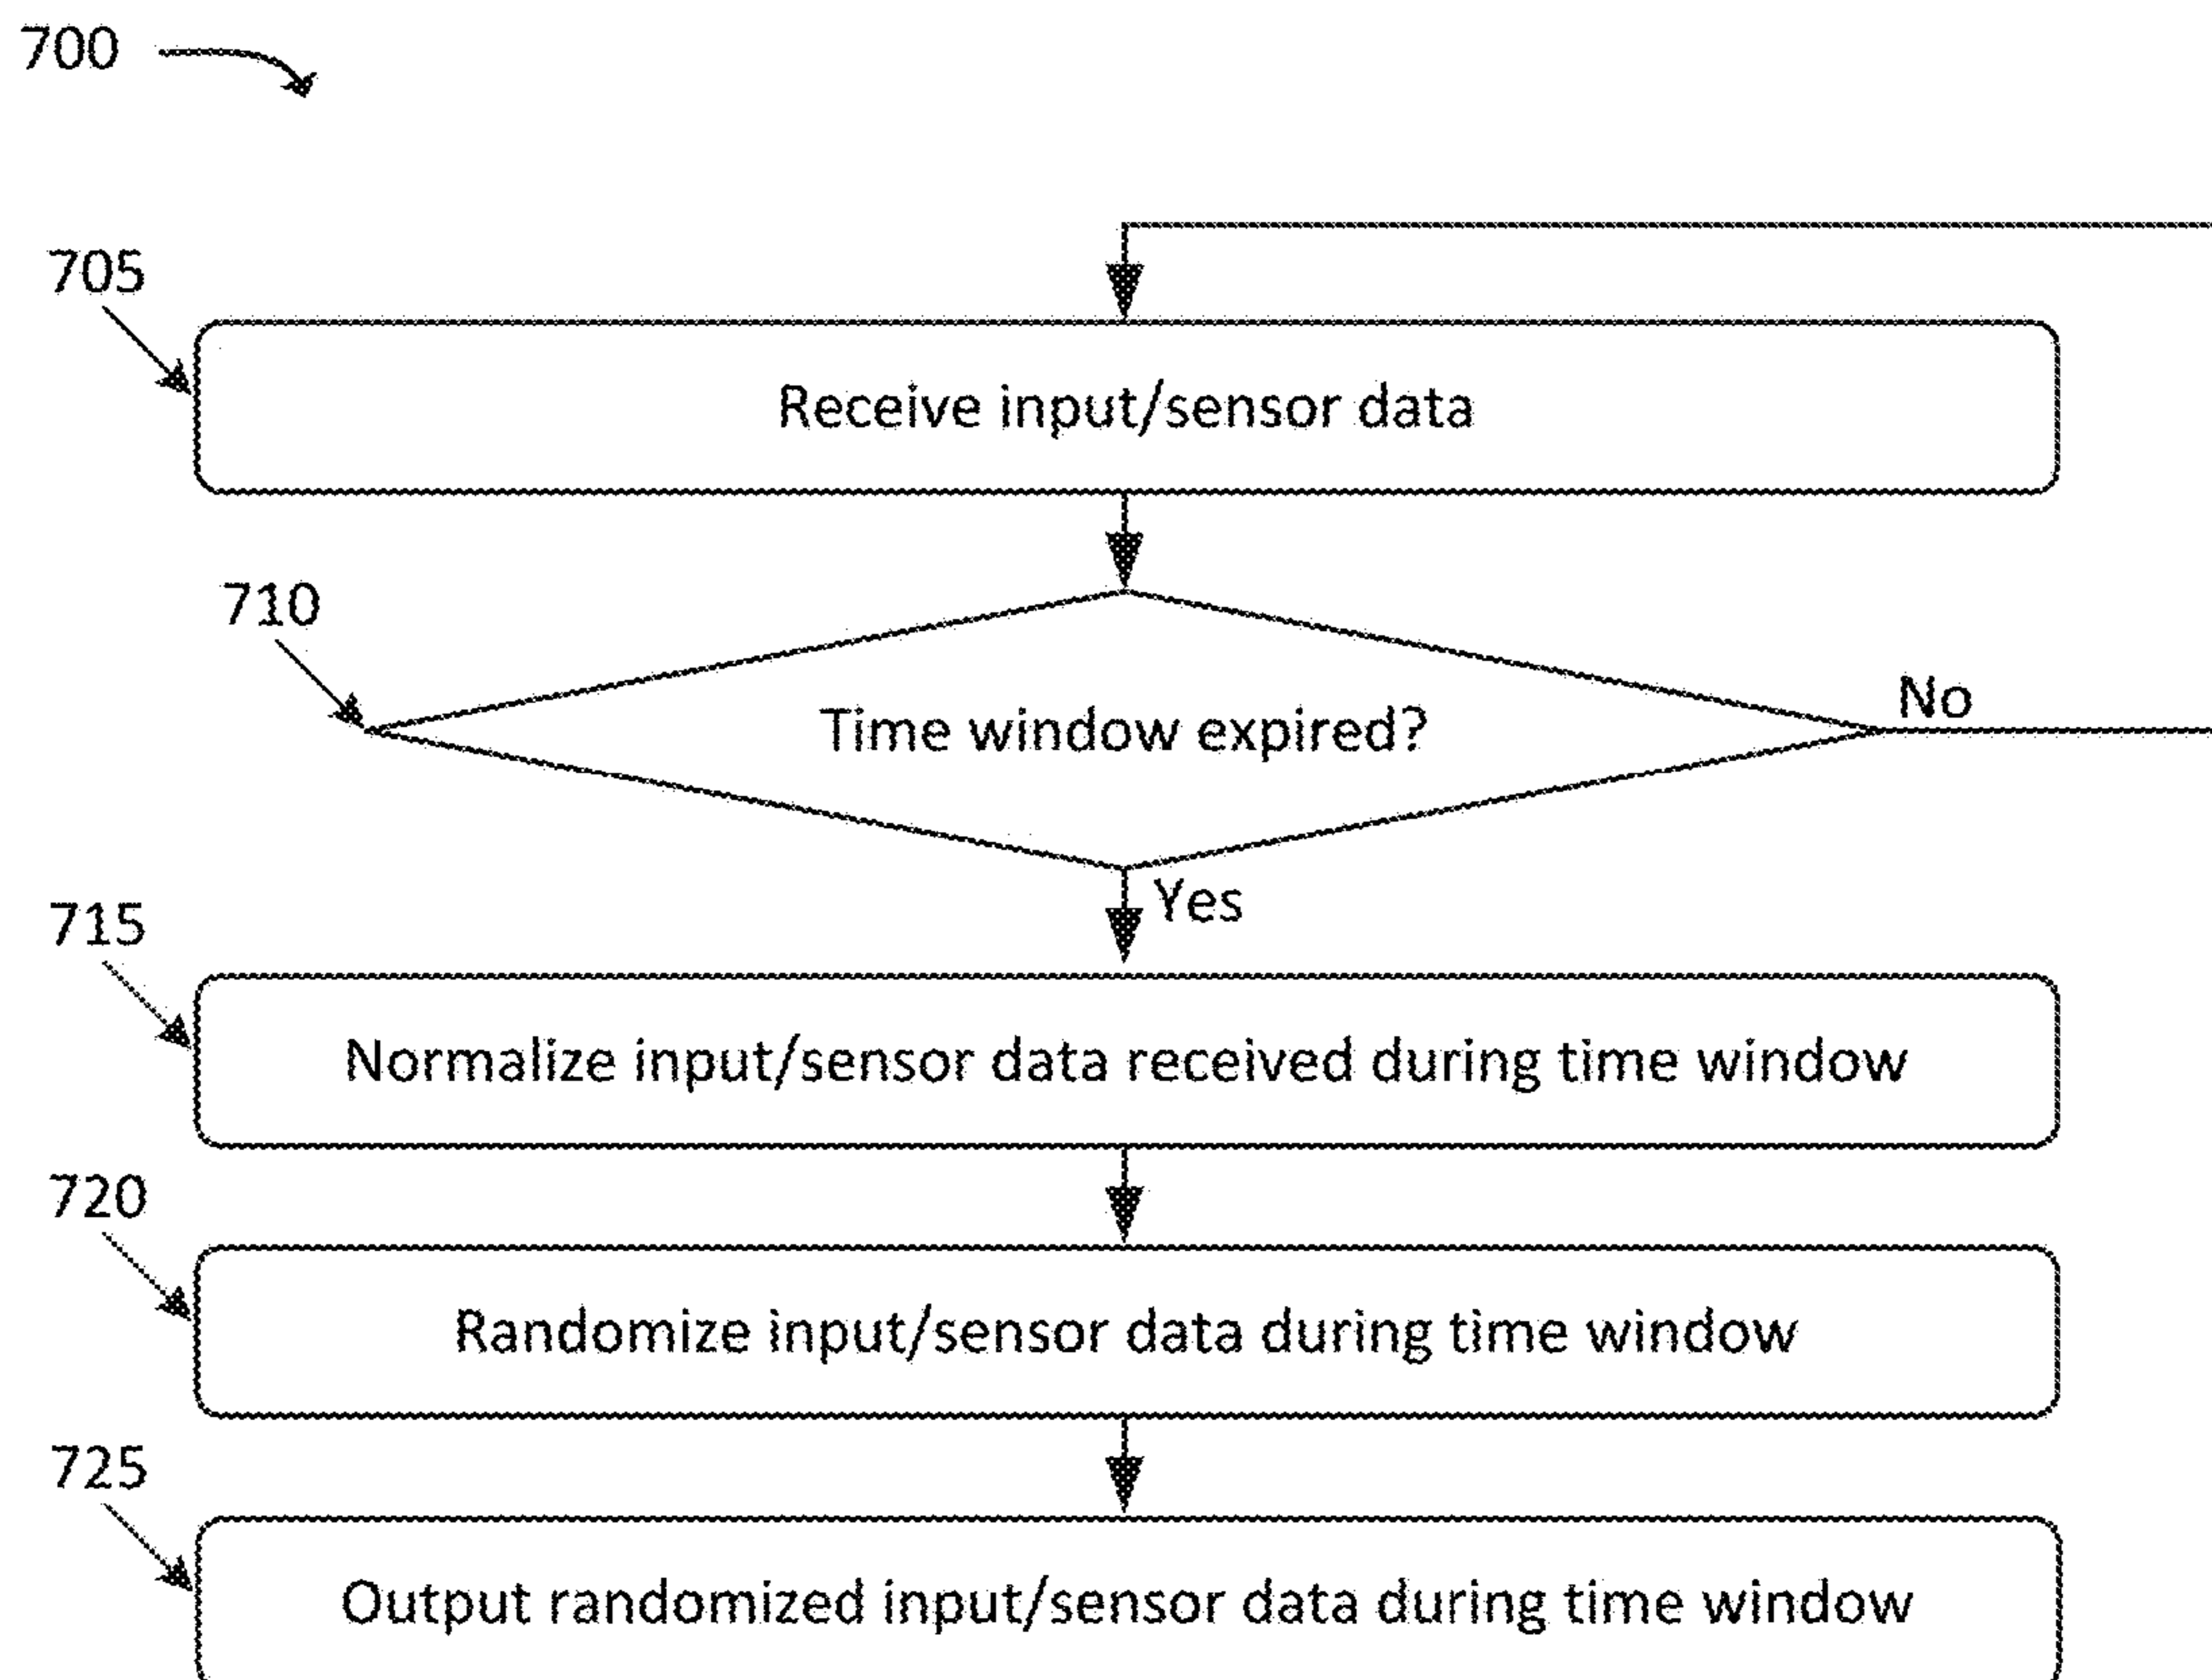 700
705
Receive input/sensor data
710
Time window expired?
No
Yes
715
Normalize input/sensor data received during time window
720
Randomize input/sensor data during time window
725
Output randomized input/sensor data during time window